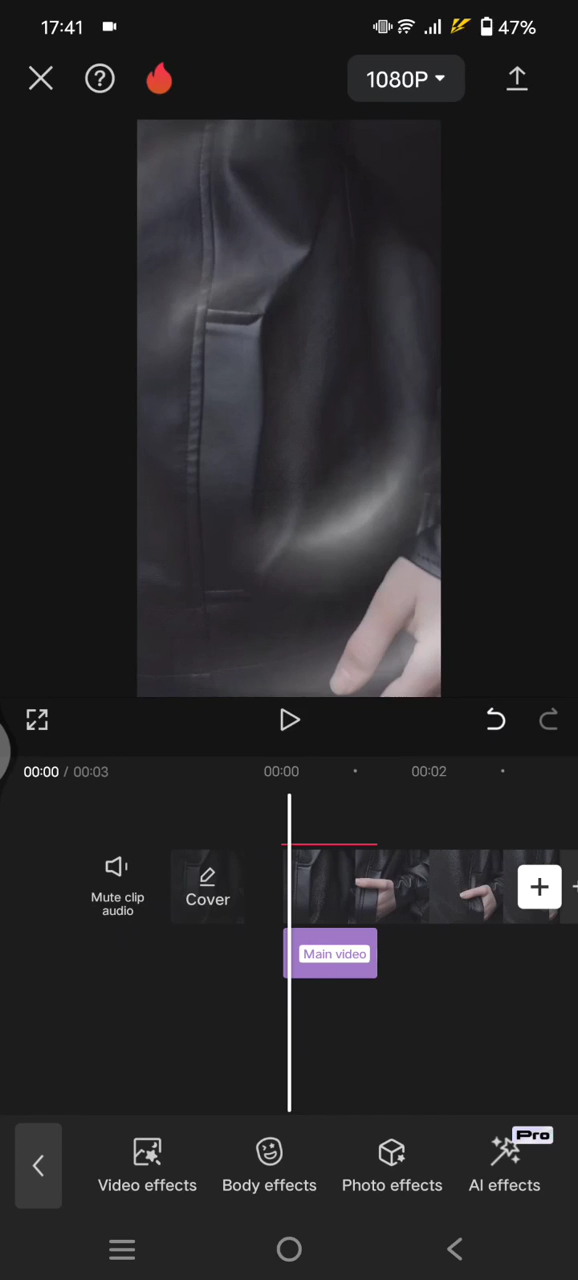 17:41
47%
1080P
00:00 / 00:03
00:00
00:02
Mute clip
audio
Cover
Main video
Pro
Video effects
Body effects
Photo effects
AI effects